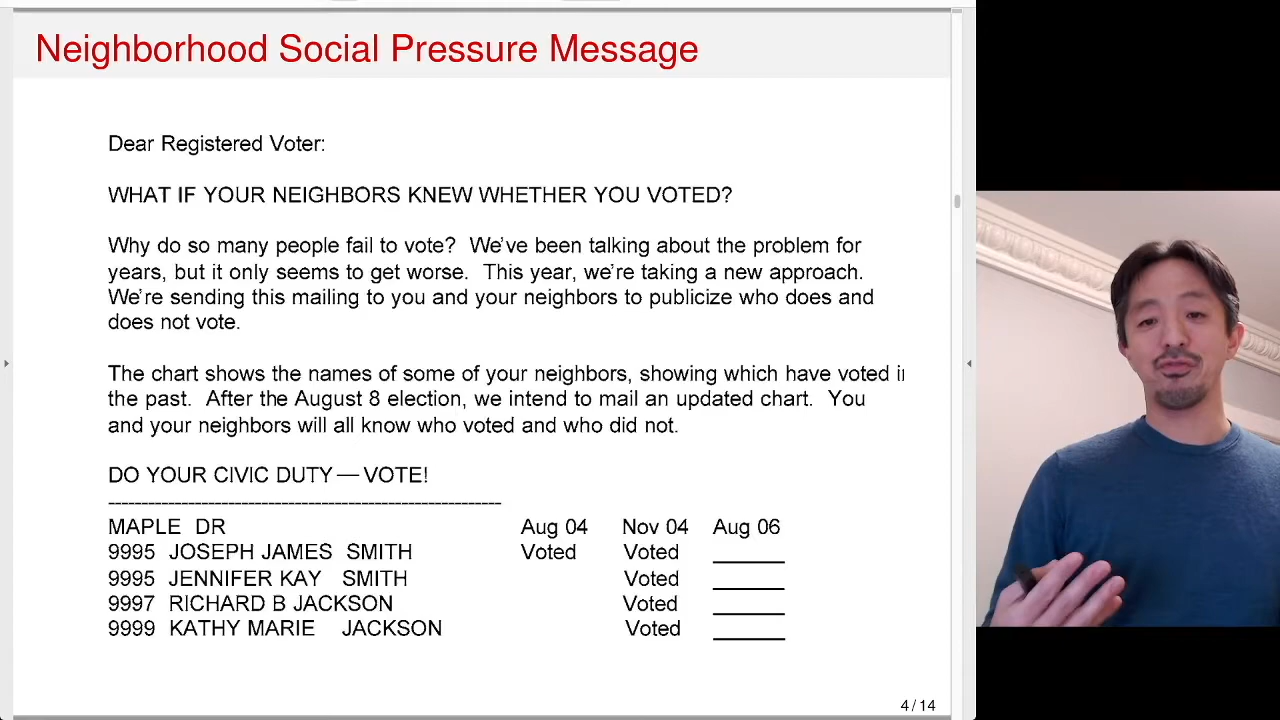 Neighborhood Social Pressure Message
Dear Registered Voter:
WHAT IF YOUR NEIGHBORS KNEW WHETHER YOU VOTED?
Why do so many people fail to vote? We've been talking about the problem for
years, but it only seems to get worse. This year, we're taking a new approach.
We're sending this mailing to you and your neighbors to publicize who does and
does not vote.
The chart shows the names of some of your neighbors, showing which have voted i
the past. After the August 8 election, we intend to mail an updated chart. You
and your neighbors will all know who voted and who did not.
DO YOUR CIVIC DUTY — VOTE!
------------------------------------------------------------
MAPLE DR Aug 04 Nov 04 Aug 06
9995 JOSEPH JAMES SMITH Voted Voted ______
9995 JENNIFER KAY SMITH Voted ______
9997 RICHARD B JACKSON Voted ______
9999 KATHY MARIE JACKSON Voted ______
4 / 14